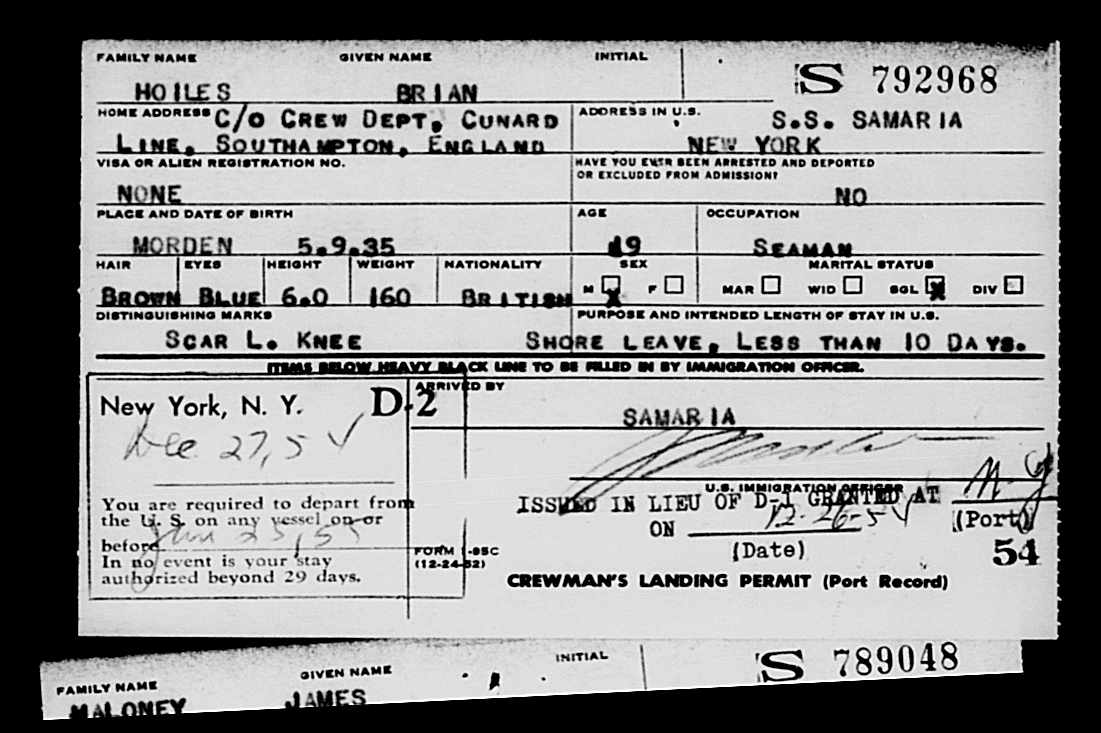 FAMILY NAME GIVEN NAME INITIAL
S 792968
HOILES BRIAN
HOME ADDRESS C/O CREW DEPT, CUNARD
LINE, SOUTHAMPTON, ENGLAND
ADDRESS IN U.S. S.S. SAMARIA
NEW YORK
VISA OR ALIEN REGISTRATION NO.
NONE
HAVE YOU EVER BEEN ARRESTED AND DEPORTED
OR EXCLUDED FROM ADMISSION?
NO
PLACE AND DATE OF BIRTH AGE OCCUPATION
MORDEN 5.9.35 19 SEAMAN
HAIR EYES HEIGHT WEIGHT NATIONALITY SEX MARITAL STATUS
BROWN BLUE 6.0 160 BRITISH M X F MAR WID SGL X DIV
DISTINGUISHING MARKS PURPOSE AND INTENDED LENGTH OF STAY IN U.S.
SCAR L. KNEE SHORE LEAVE, LESS THAN 10 DAYS.
ITEMS BELOW HEAVY BLACK LINE TO BE FILLED IN BY IMMIGRATION OFFICER.
New York, N. Y. D-2
Dec 27, 54
You are required to depart from
the U. S. on any vessel on or
before Jan 25, 55
In no event is your stay
authorized beyond 29 days.
ARRIVED BY
SAMARIA
U.S. IMMIGRATION OFFICER
ISSUED IN LIEU OF D-1 GRANTED AT N. Y.
ON 12-26-54 (Port)
(Date)
54
FORM I-95C
(12-24-52)
CREWMAN'S LANDING PERMIT (Port Record)
FAMILY NAME GIVEN NAME INITIAL
S 789048
MALONEY JAMES